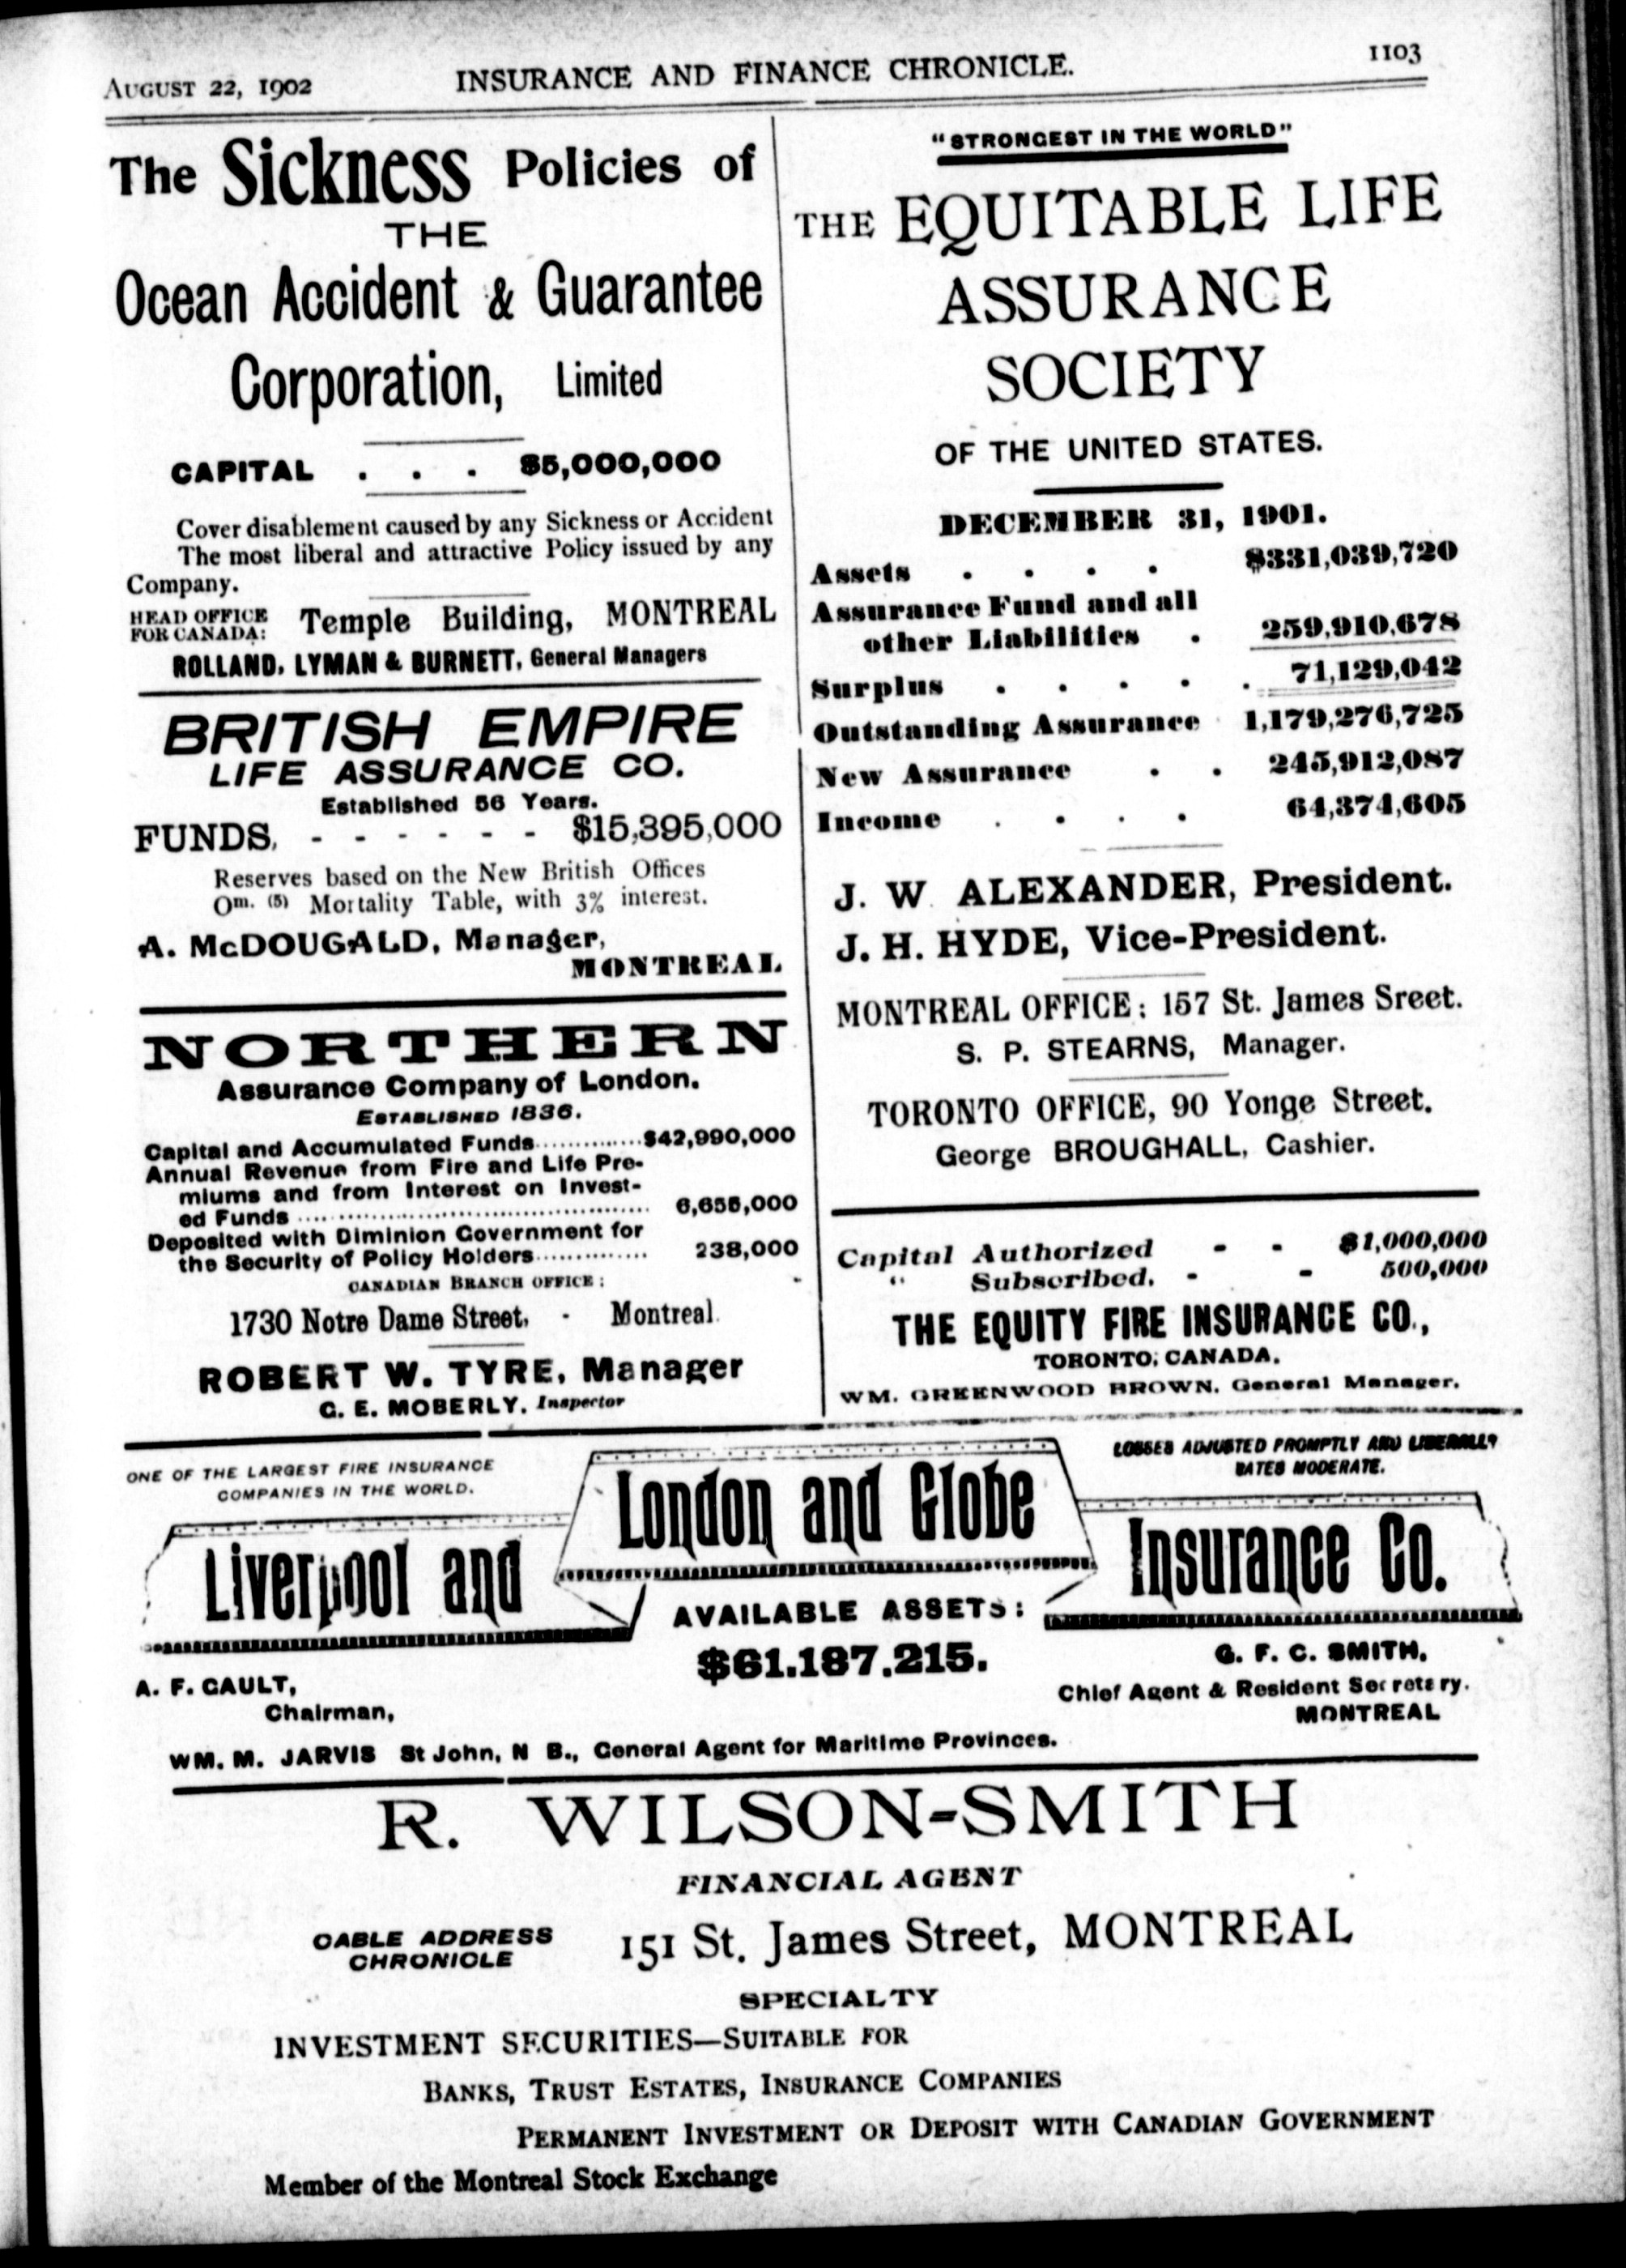 AUGUST 22, 1902 INSURANCE AND FINANCE CHRONICLE. 1103
The Sickness Policies of
THE
Ocean Accident & Guarantee
Corporation, Limited
CAPITAL . . . $5,000,000
Cover disablement caused by any Sickness or Accident
The most liberal and attractive Policy issued by any
Company.
HEAD OFFICE
FOR CANADA: Temple Building, MONTREAL
ROLLAND, LYMAN & BURNETT, General Managers
BRITISH EMPIRE
LIFE ASSURANCE CO.
Established 56 Years.
FUNDS, - - - - - - $15,395,000
Reserves based on the New British Offices
Om. (5) Mortality Table, with 3% interest.
A. McDOUGALD, Manager,
MONTREAL
NORTHERN
Assurance Company of London.
ESTABLISHED 1836.
Capital and Accumulated Funds.............$42,990,000
Annual Revenue from Fire and Life Pre-
miums and from Interest on Invest-
ed Funds ............................................. 6,655,000
Deposited with Diminion Government for
the Security of Policy Holders.............. 238,000
CANADIAN BRANCH OFFICE:
1730 Notre Dame Street, - Montreal.
ROBERT W. TYRE, Manager
C. E. MOBERLY, Inspector
"STRONGEST IN THE WORLD"
THE EQUITABLE LIFE
ASSURANCE
SOCIETY
OF THE UNITED STATES.
DECEMBER 31, 1901.
Assets . . . . $331,039,720
Assurance Fund and all
other Liabilities . 259,910,678
Surplus . . . . . 71,129,042
Outstanding Assurance 1,179,276,725
New Assurance . . 245,912,087
Income . . . . 64,374,605
J. W. ALEXANDER, President.
J. H. HYDE, Vice-President.
MONTREAL OFFICE: 157 St. James Sreet.
S. P. STEARNS, Manager.
TORONTO OFFICE, 90 Yonge Street.
George BROUGHALL, Cashier.
Capital Authorized - - $1,000,000
" Subscribed, - - 500,000
THE EQUITY FIRE INSURANCE CO.,
TORONTO, CANADA.
WM. GREENWOOD BROWN, General Manager.
ONE OF THE LARGEST FIRE INSURANCE
COMPANIES IN THE WORLD.
LOSSES ADJUSTED PROMPTLY AND LIBERALLY
RATES MODERATE.
Liverpool and London and Globe Insurance Co.
AVAILABLE ASSETS:
$61,187,215.
A. F. GAULT,
Chairman,
G. F. C. SMITH,
Chief Agent & Resident Secretary.
MONTREAL
WM. M. JARVIS St John, N B., General Agent for Maritime Provinces.
R. WILSON-SMITH
FINANCIAL AGENT
CABLE ADDRESS
CHRONICLE
151 St. James Street, MONTREAL
SPECIALTY
INVESTMENT SECURITIES—SUITABLE FOR
BANKS, TRUST ESTATES, INSURANCE COMPANIES
PERMANENT INVESTMENT OR DEPOSIT WITH CANADIAN GOVERNMENT
Member of the Montreal Stock Exchange